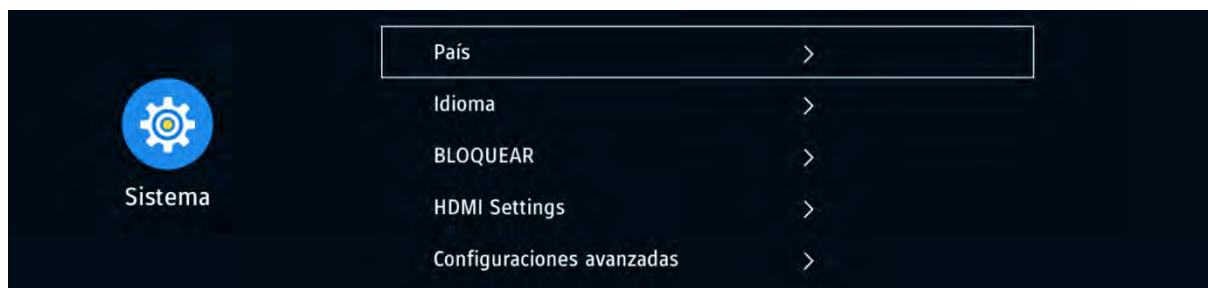 Sistema
País
Idioma
BLOQUEAR
HDMI Settings
Configuraciones avanzadas